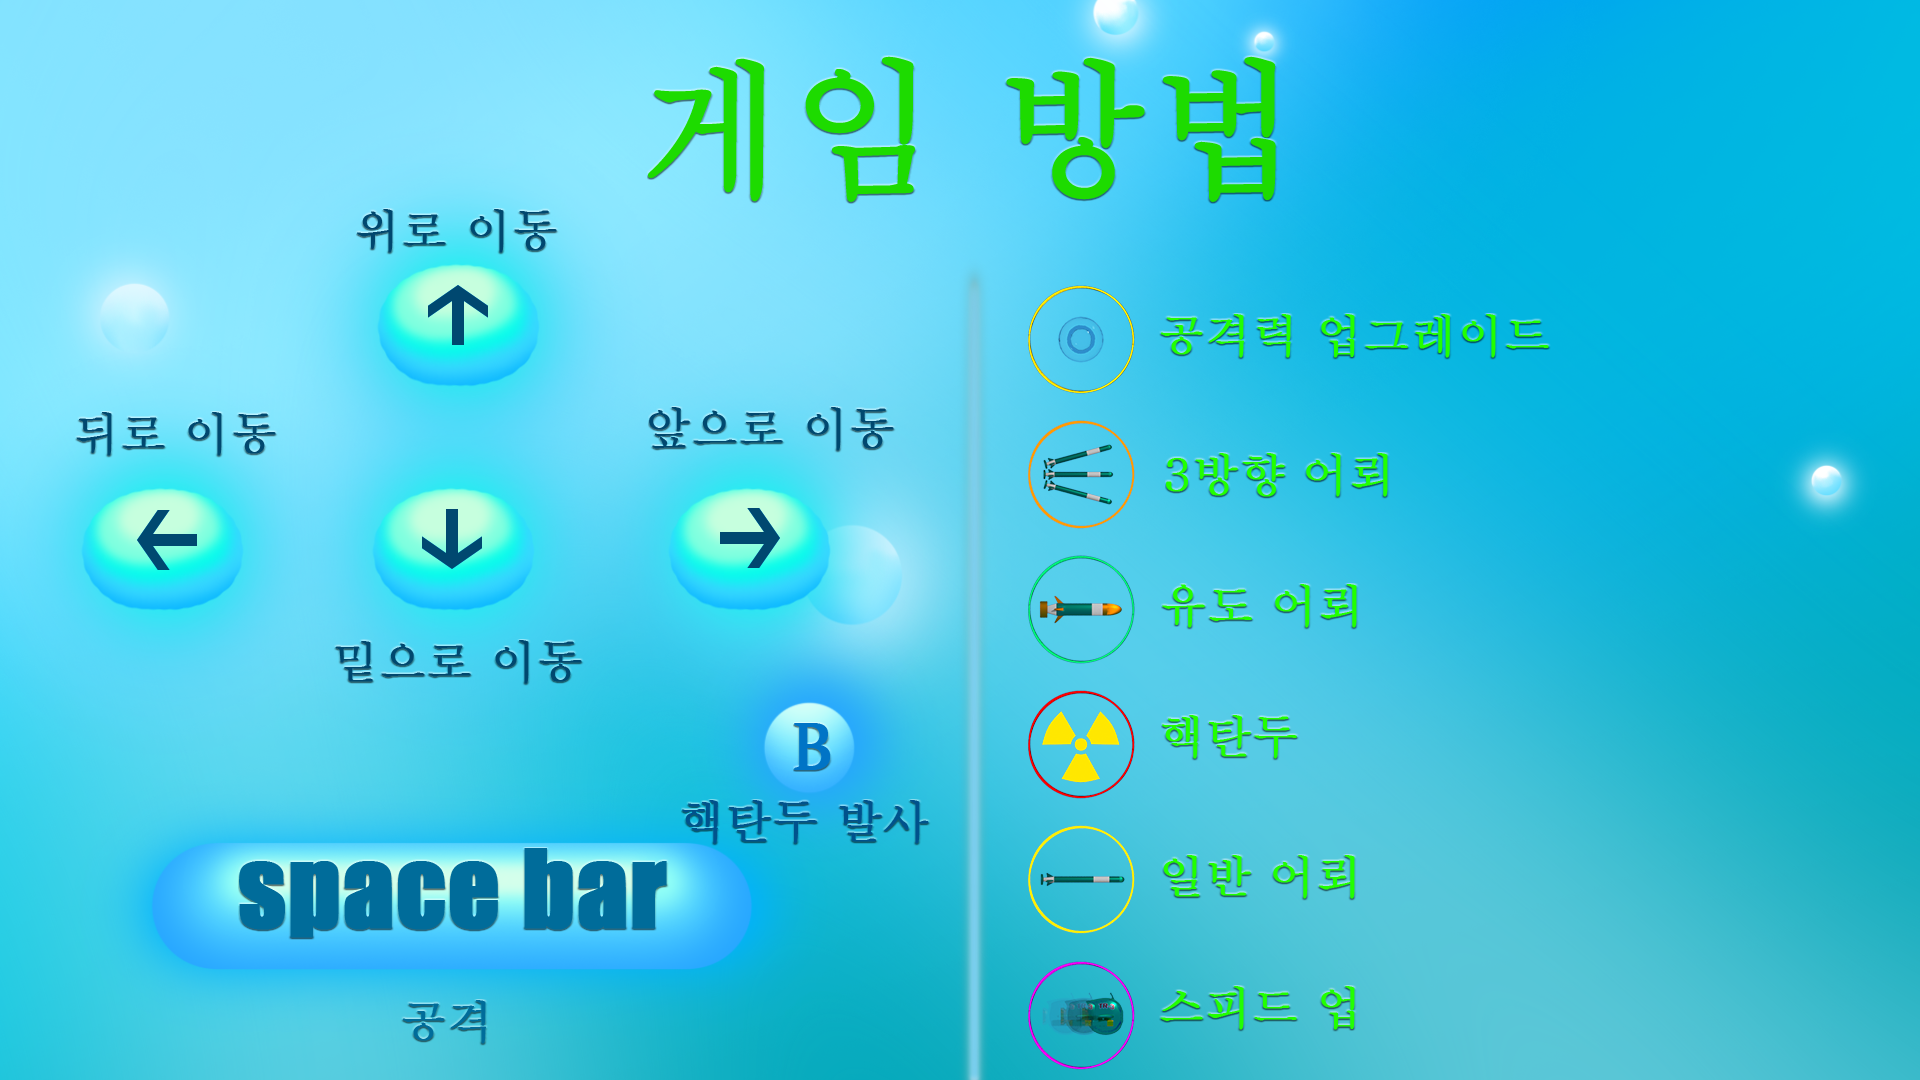 게임 방법
위로 이동
↑
뒤로 이동
앞으로 이동
←
↓
→
밑으로 이동
B
핵탄두 발사
space bar
공격
공격력 업그레이드
3방향 어뢰
유도 어뢰
핵탄두
일반 어뢰
스피드 업